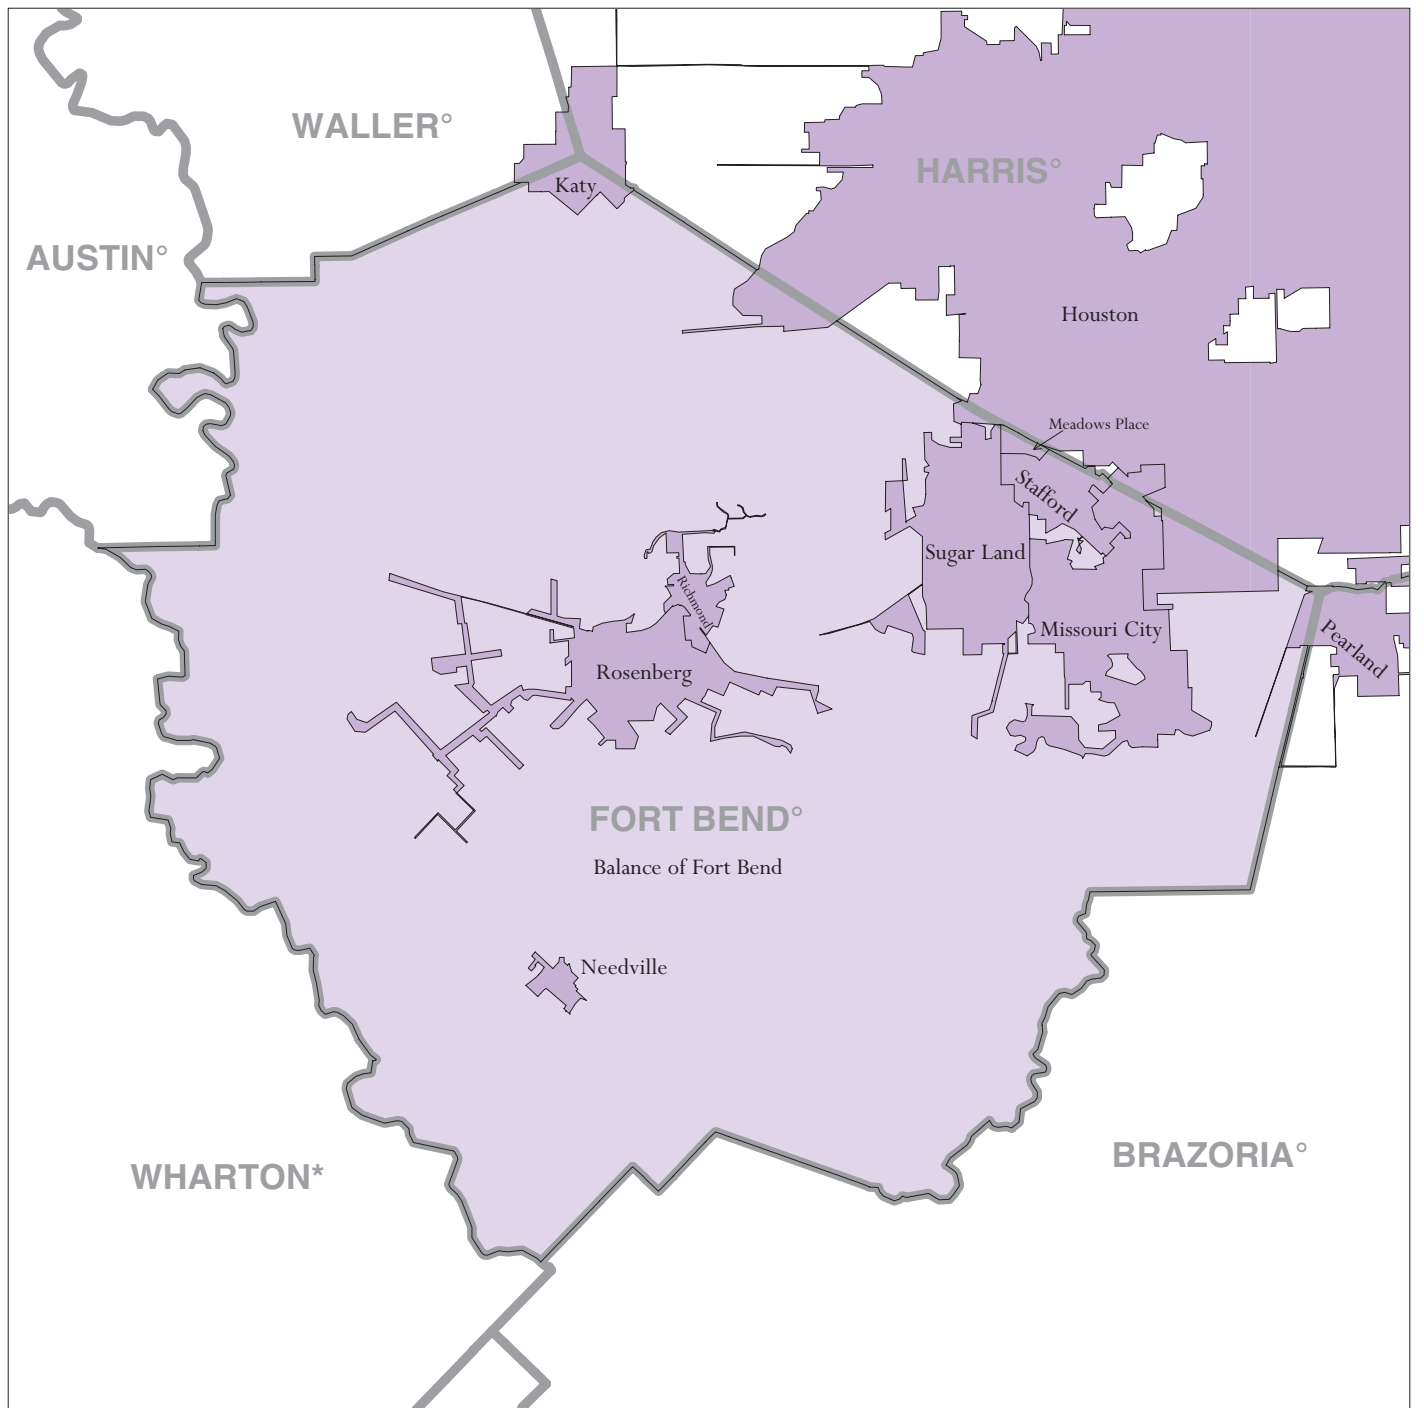 WALLER°
HARRIS°
Katy
AUSTIN°
Houston
Meadows Place
Stafford
Sugar Land
Richmond
Missouri City
Pearland
Rosenberg
FORT BEND°
Balance of Fort Bend
Needville
BRAZORIA°
WHARTON*